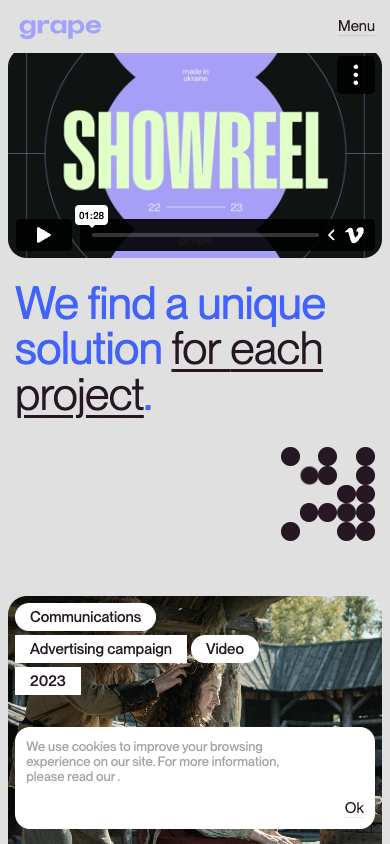 grape
Menu
made in
ukraine
SHOWREEL
22
23
01:28
We find a unique
solution for each
project.
Communications
Advertising campaign
Video
2023
We use cookies to improve your browsing
experience on our site. For more information,
please read our .
Ok